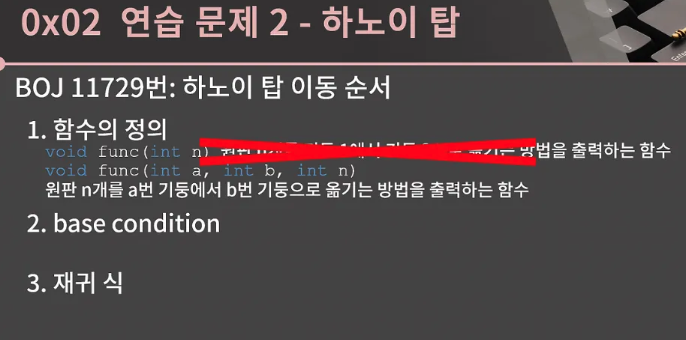 0x02 연습 문제 2 - 하노이 탑
BOJ 11729번: 하노이 탑 이동 순서
1. 함수의 정의
void func(int n) 방법을 출력하는 함수
void func(int a, int b, int n)
원판 n개를 a번 기둥에서 b번 기둥으로 옮기는 방법을 출력하는 함수
2. base condition
3. 재귀 식